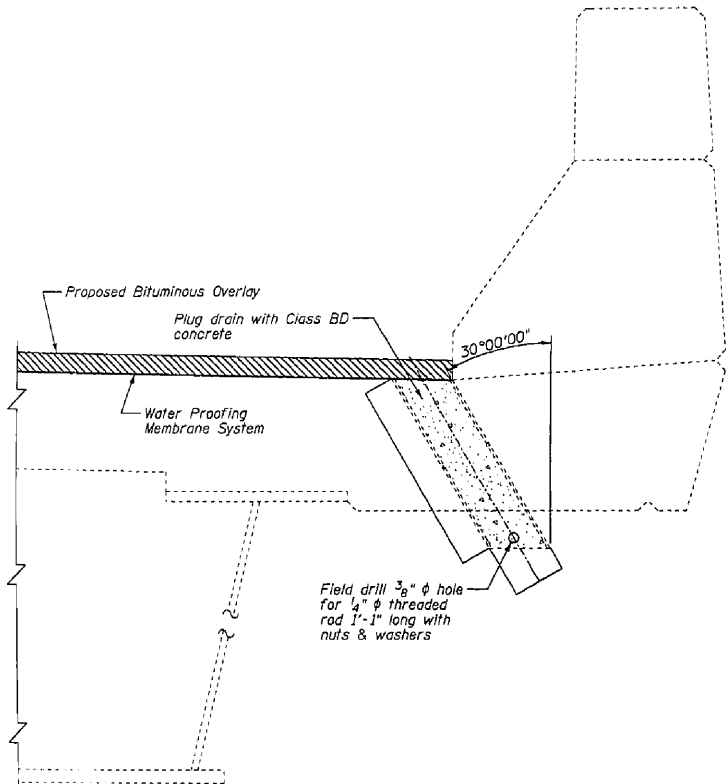 Proposed Bituminous Overlay
Plug drain with Class BD
concrete
30°00'00"
Water Proofing
Membrane System
Field drill 3/8" ϕ hole
for 1/4" ϕ threaded
rod 1'-1" long with
nuts & washers